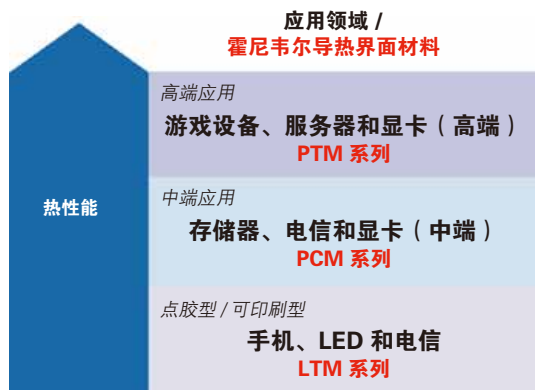 应用领域 /
霍尼韦尔导热界面材料
高端应用
游戏设备、服务器和显卡（高端）
PTM 系列
热性能
中端应用
存储器、电信和显卡（中端）
PCM 系列
点胶型 / 可印刷型
手机、LED 和电信
LTM 系列